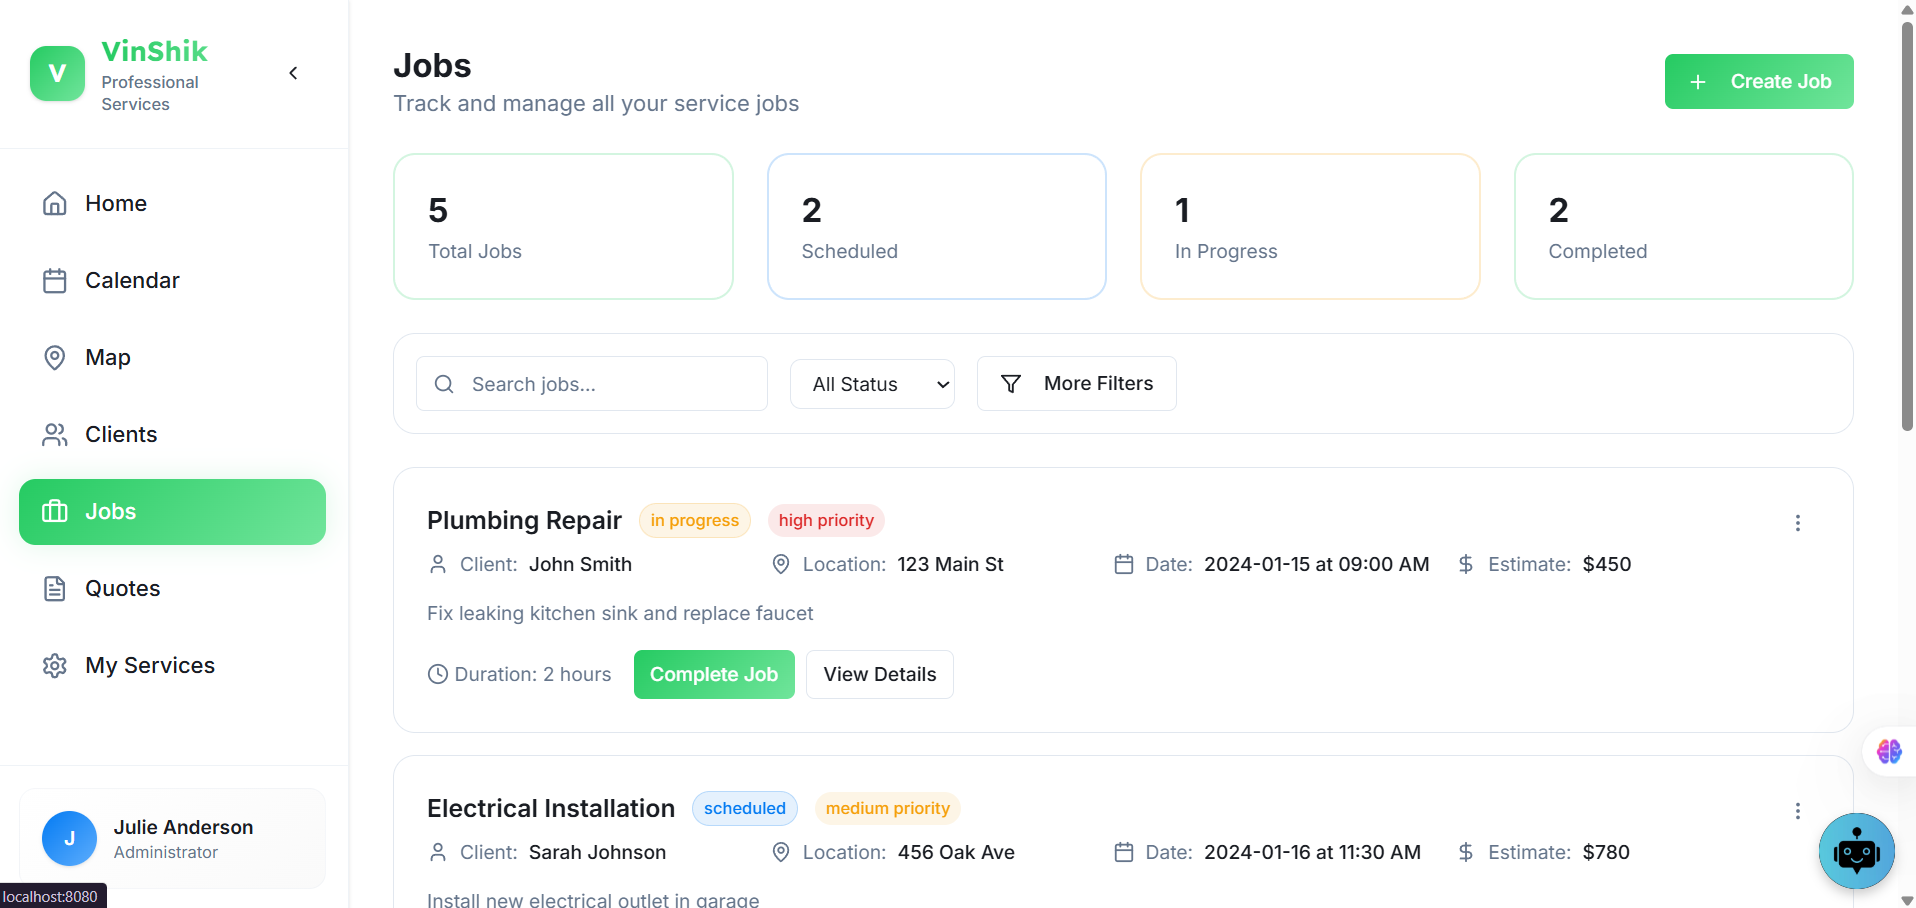 V
VinShik
Professional
Services
Home
Calendar
Map
Clients
Jobs
Quotes
My Services
J
Julie Anderson
Administrator
localhost:8080
Jobs
Track and manage all your service jobs
Create Job
5
Total Jobs
2
Scheduled
1
In Progress
2
Completed
Search jobs...
All Status
More Filters
Plumbing Repair in progress high priority
Client: John Smith Location: 123 Main St Date: 2024-01-15 at 09:00 AM $ Estimate: $450
Fix leaking kitchen sink and replace faucet
Duration: 2 hours Complete Job View Details
Electrical Installation scheduled medium priority
Client: Sarah Johnson Location: 456 Oak Ave Date: 2024-01-16 at 11:30 AM $ Estimate: $780
Install new electrical outlet in garage